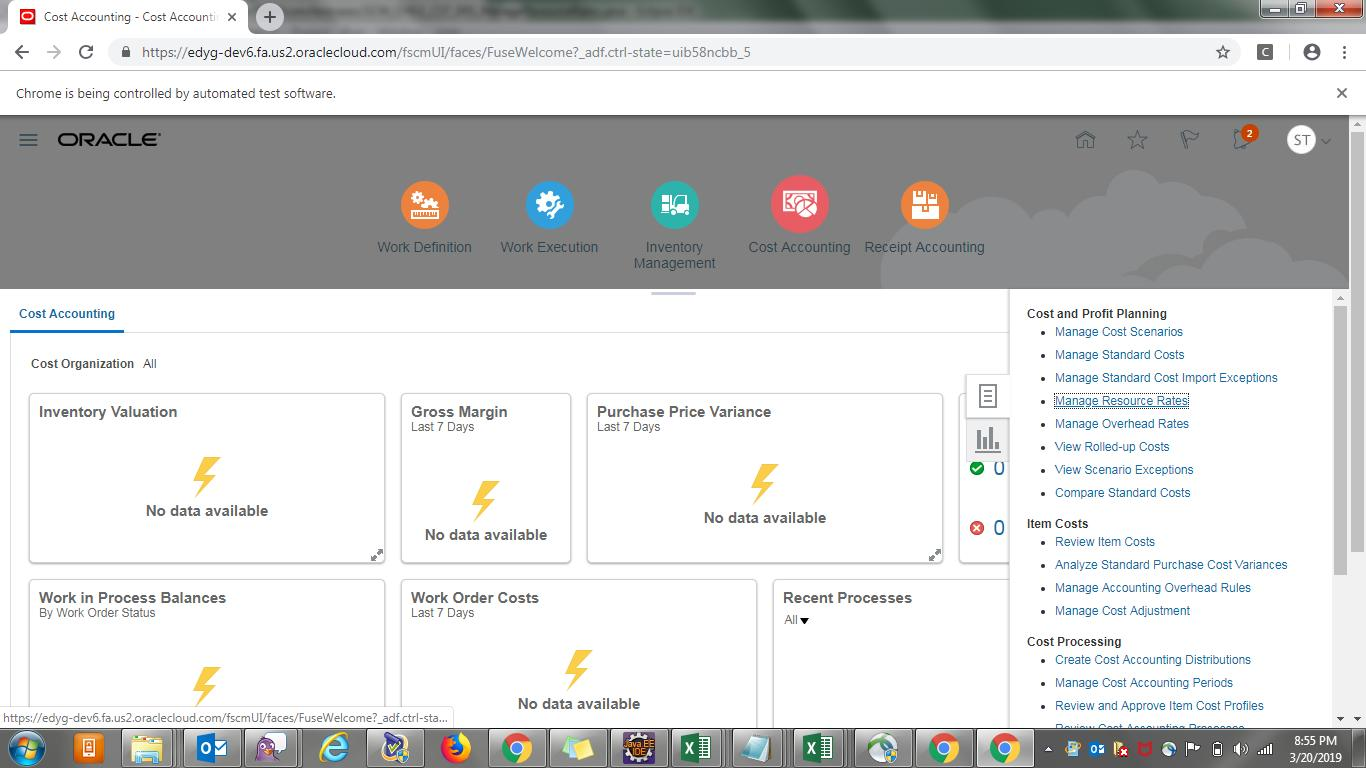 Cost Accounting - Cost Accounti
https://edyg-dev6.fa.us2.oraclecloud.com/fscmUI/faces/FuseWelcome?_adf.ctrl-state=uib58ncbb_5
C
Chrome is being controlled by automated test software.
ORACLE
2
ST
Work Definition
Work Execution
Inventory Management
Cost Accounting
Receipt Accounting
Cost Accounting
Cost Organization All
Inventory Valuation
No data available
Gross Margin
Last 7 Days
No data available
Purchase Price Variance
Last 7 Days
No data available
0
0
Work in Process Balances
By Work Order Status
Work Order Costs
Last 7 Days
No data available
Recent Processes
All
Cost and Profit Planning
Manage Cost Scenarios
Manage Standard Costs
Manage Standard Cost Import Exceptions
Manage Resource Rates
Manage Overhead Rates
View Rolled-up Costs
View Scenario Exceptions
Compare Standard Costs
Item Costs
Review Item Costs
Analyze Standard Purchase Cost Variances
Manage Accounting Overhead Rules
Manage Cost Adjustment
Cost Processing
Create Cost Accounting Distributions
Manage Cost Accounting Periods
Review and Approve Item Cost Profiles
Review Cost Accounting Processes
https://edyg-dev6.fa.us2.oraclecloud.com/fscmUI/faces/FuseWelcome?_adf.ctrl-sta...
Java EE
IDE
8:55 PM
3/20/2019